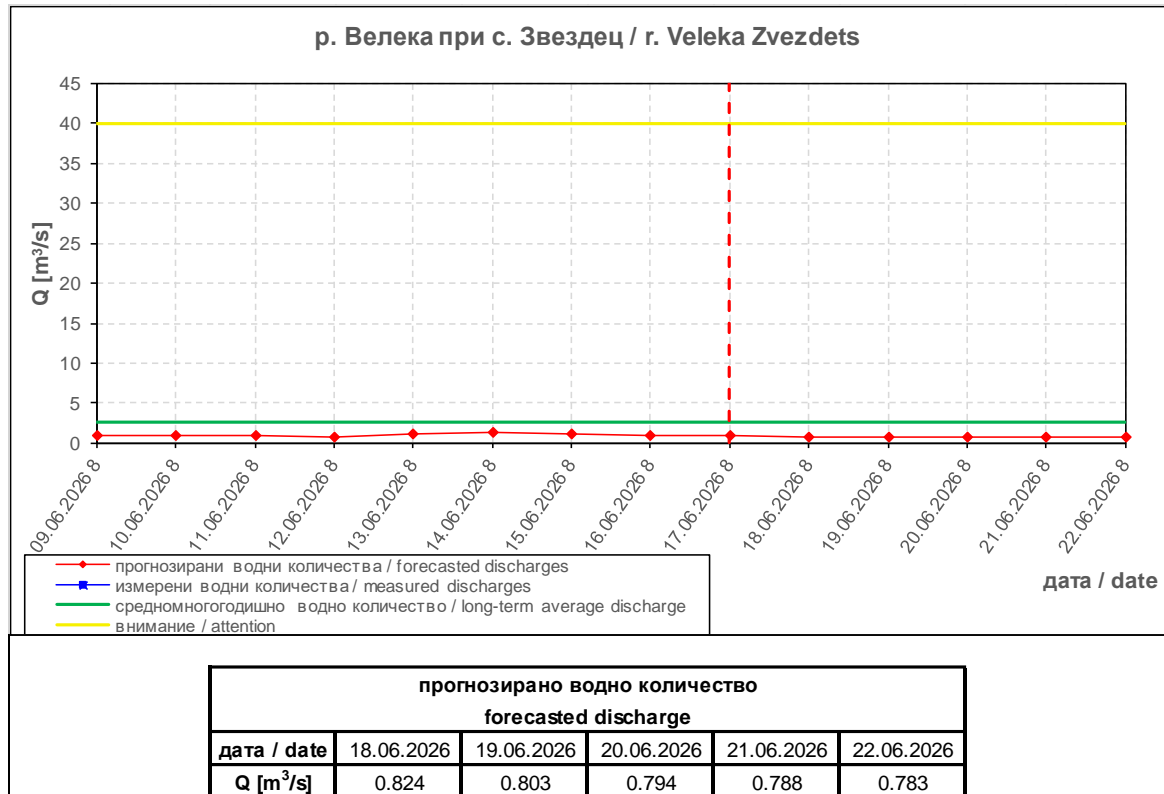 р. Велека при с. Звездец / r. Veleka Zvezdets
45
40
35
30
25
20
15
10
5
0
Q [m³/s]
09.06.2026 8
10.06.2026 8
11.06.2026 8
12.06.2026 8
13.06.2026 8
14.06.2026 8
15.06.2026 8
16.06.2026 8
17.06.2026 8
18.06.2026 8
19.06.2026 8
20.06.2026 8
21.06.2026 8
22.06.2026 8
дата / date
прогнозирани водни количества / forecasted discharges
измерени водни количества / measured discharges
средномногогодишно водно количество / long-term average discharge
внимание / attention
прогнозирано водно количество
forecasted discharge
дата / date 18.06.2026 19.06.2026 20.06.2026 21.06.2026 22.06.2026
Q [m³/s] 0.824 0.803 0.794 0.788 0.783